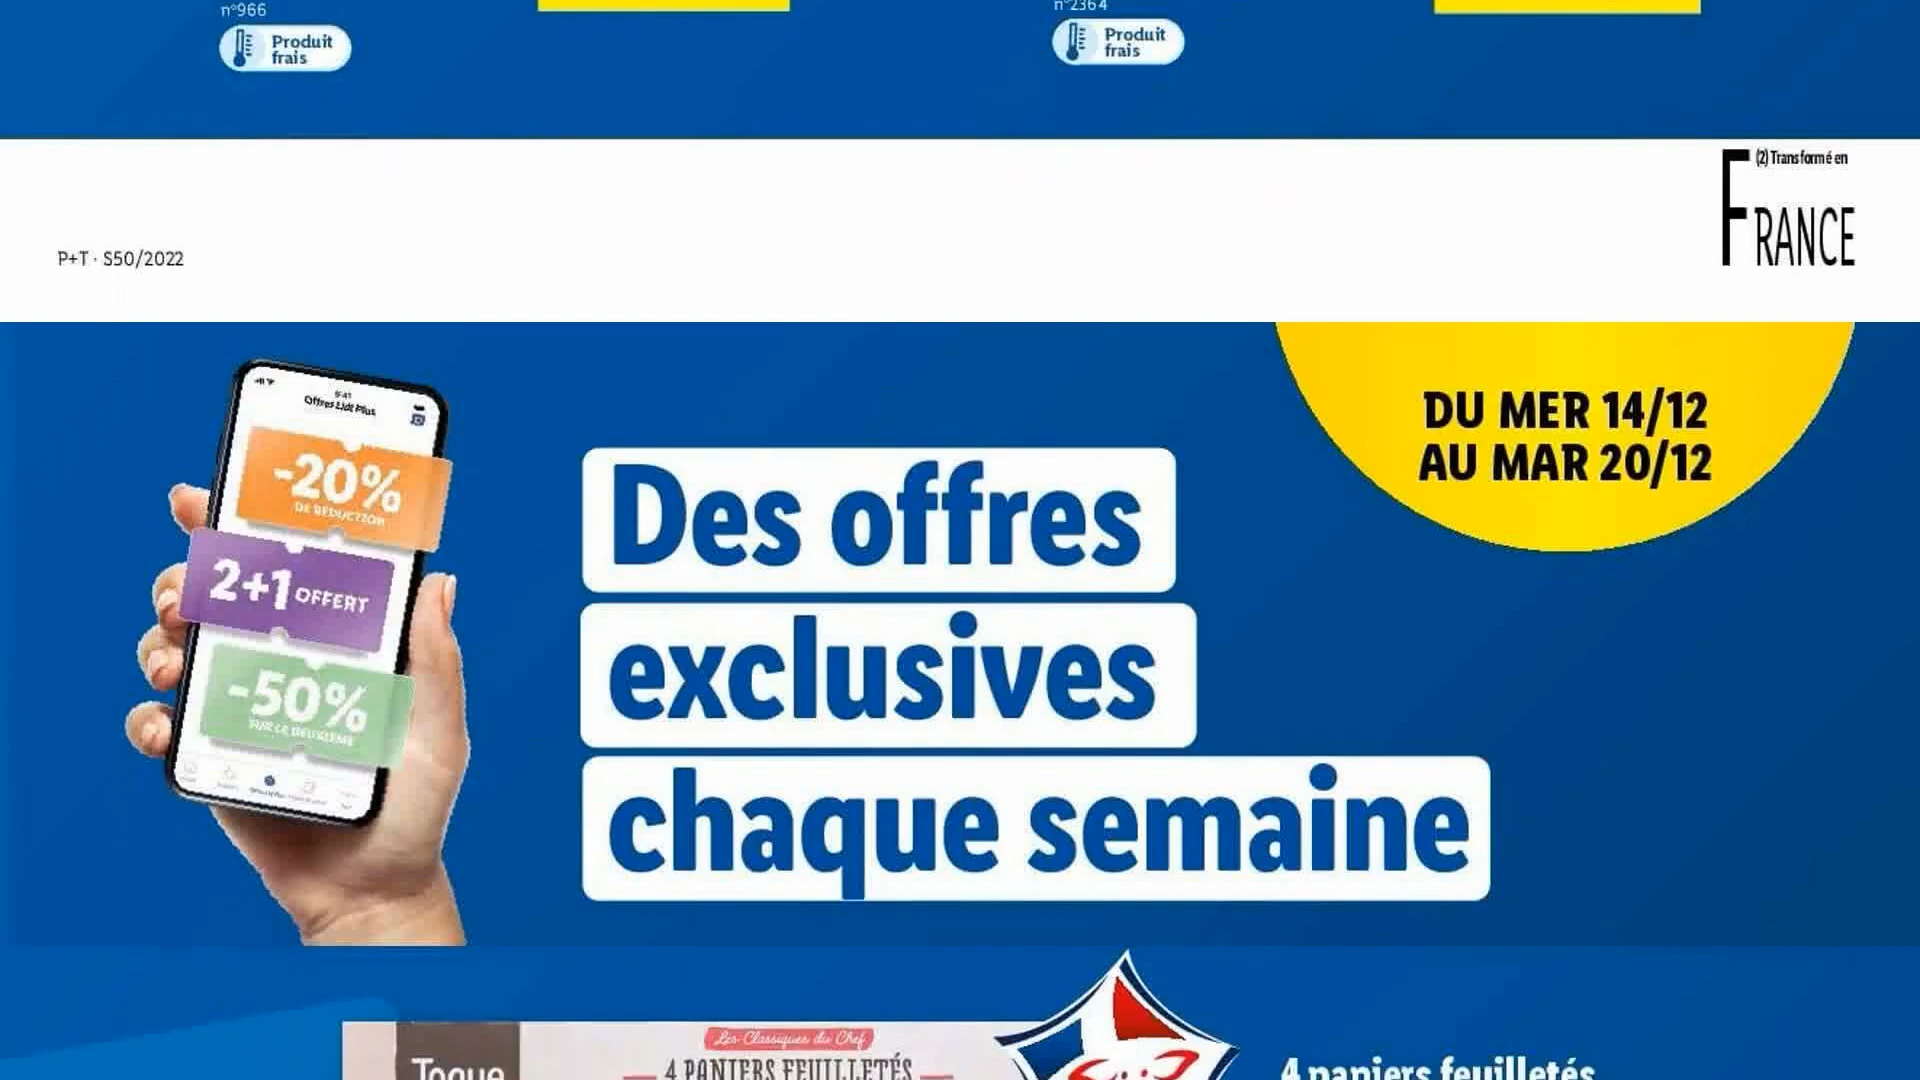 n°966
n°2364
Produit
frais
Produit
frais
(2) Transformé en
FRANCE
P+T · S50/2022
DU MER 14/12
AU MAR 20/12
9:41
Offres Lidl Plus
-20%
DE RÉDUCTION
2+1 OFFERT
-50%
SUR LE DEUXIÈME
Des offres
exclusives
chaque semaine
Les Classiques du Chef
Toque
4 PANIERS FEUILLETÉS
4 paniers feuilletés